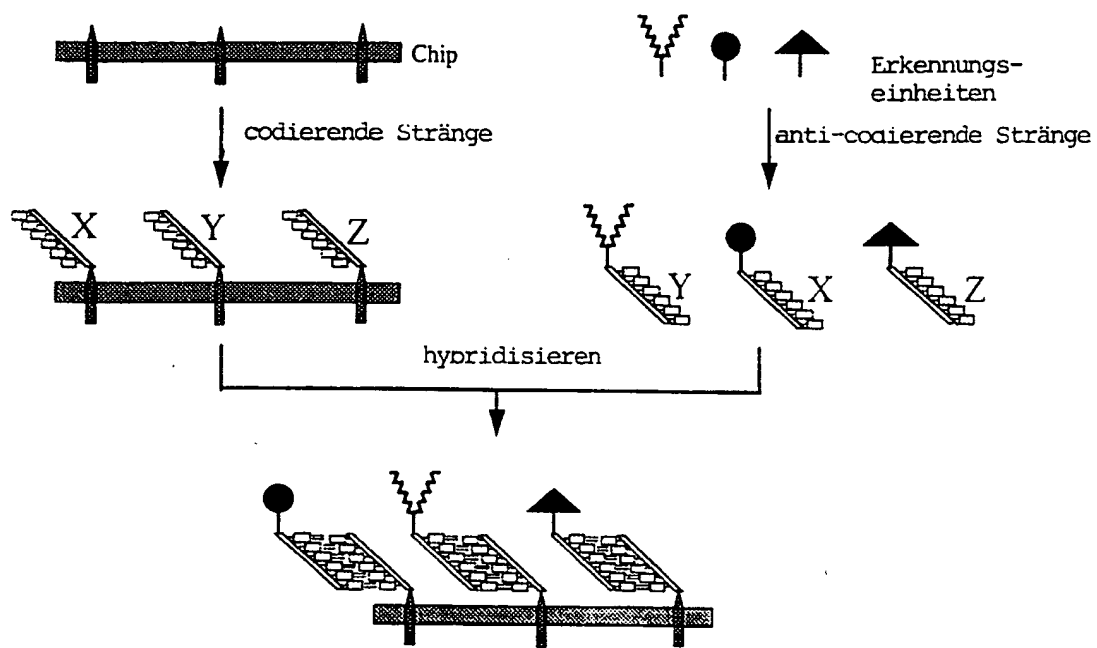 Chip
Erkennungs-
einheiten
codierende Stränge
anti-codierende Stränge
X Y Z
Y X Z
hybridisieren